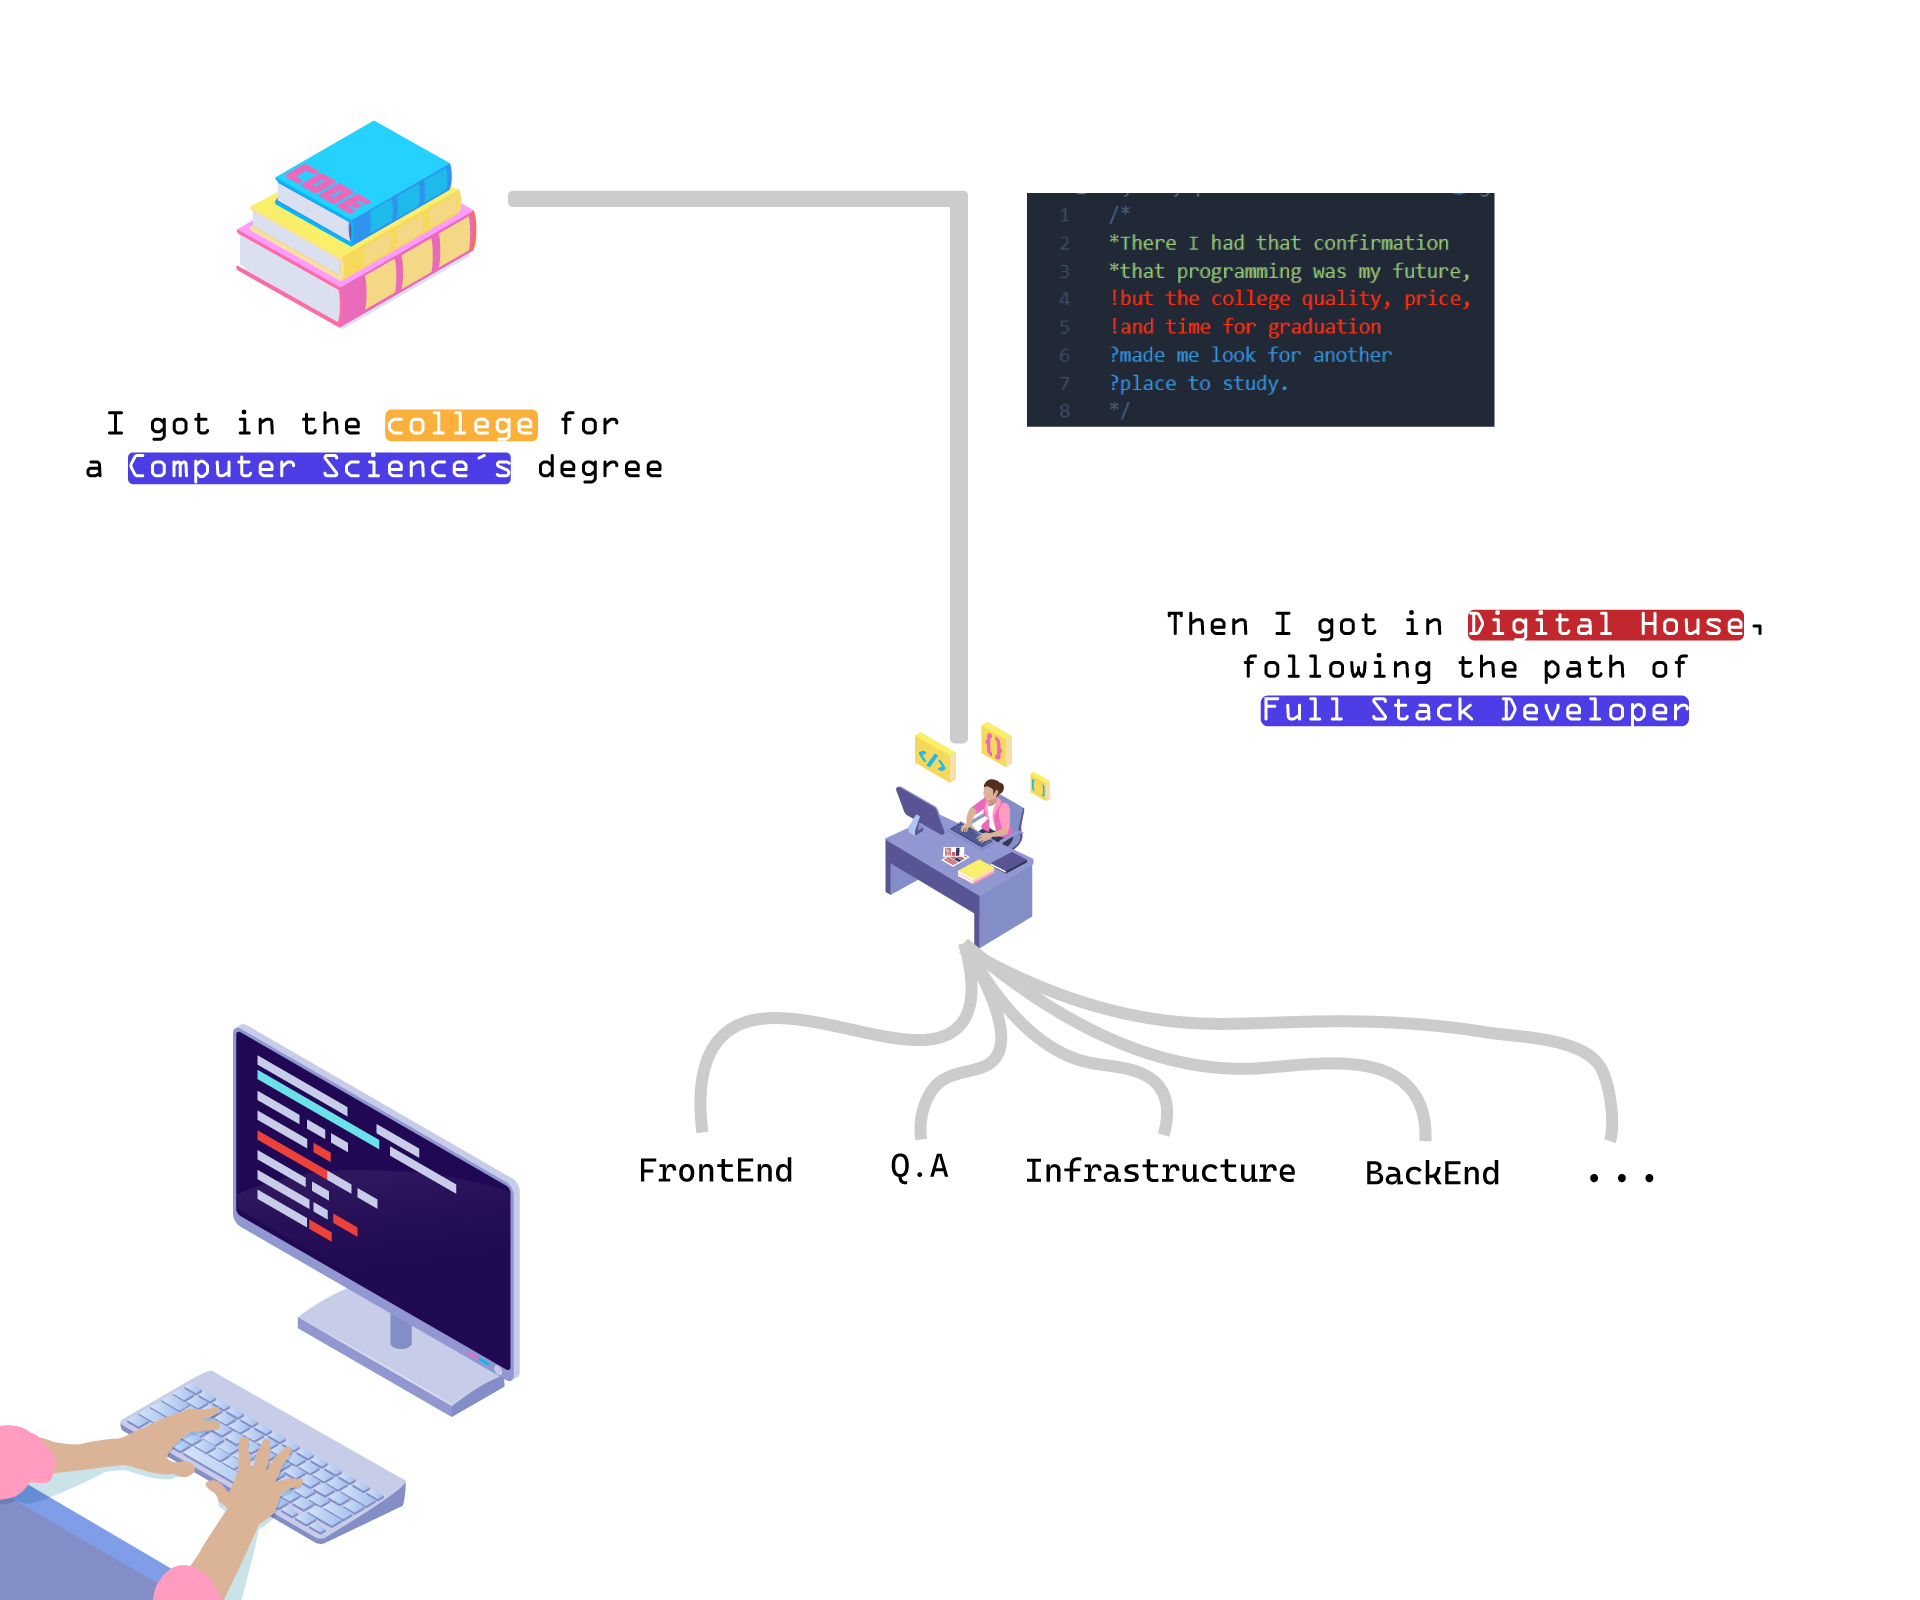 CODE
1 /*
2 *There I had that confirmation
3 *that programming was my future,
4 !but the college quality, price,
5 !and time for graduation
6 ?made me look for another
7 ?place to study.
8 */
I got in the college for
a Computer Science´s degree
Then I got in Digital House,
following the path of
Full Stack Developer
</>
{}
[]
FrontEnd
Q.A
Infrastructure
BackEnd
...